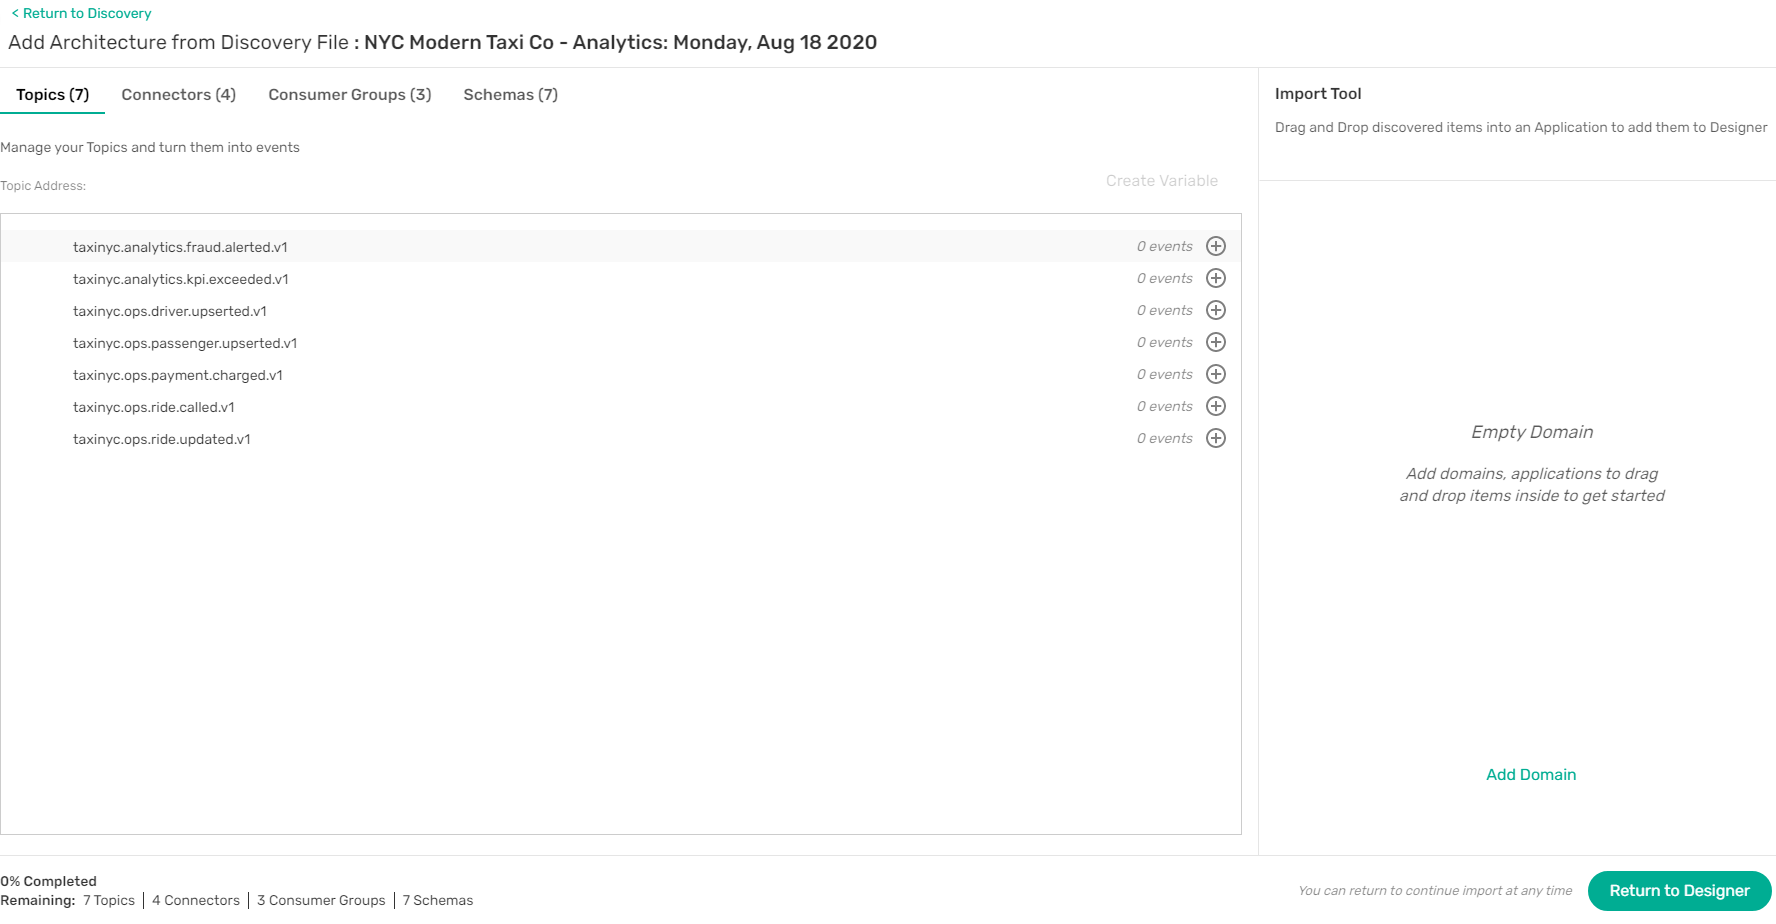 < Return to Discovery
Add Architecture from Discovery File : NYC Modern Taxi Co - Analytics: Monday, Aug 18 2020
Topics (7) Connectors (4) Consumer Groups (3) Schemas (7)
Manage your Topics and turn them into events
Topic Address:
Create Variable
taxinyc.analytics.fraud.alerted.v1 0 events
taxinyc.analytics.kpi.exceeded.v1 0 events
taxinyc.ops.driver.upserted.v1 0 events
taxinyc.ops.passenger.upserted.v1 0 events
taxinyc.ops.payment.charged.v1 0 events
taxinyc.ops.ride.called.v1 0 events
taxinyc.ops.ride.updated.v1 0 events
Import Tool
Drag and Drop discovered items into an Application to add them to Designer
Empty Domain
Add domains, applications to drag
and drop items inside to get started
Add Domain
0% Completed
Remaining: 7 Topics | 4 Connectors | 3 Consumer Groups | 7 Schemas
You can return to continue import at any time
Return to Designer